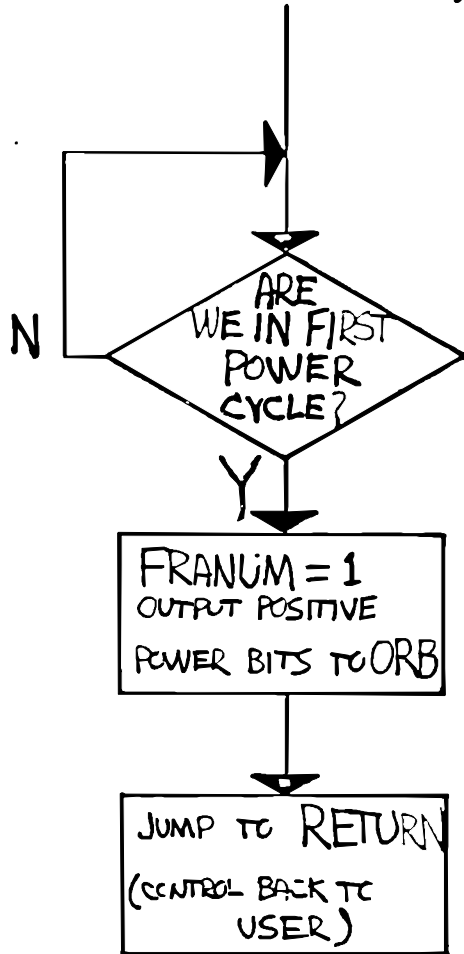 ARE
WE IN FIRST
POWER
CYCLE?
N
Y
FRANUM = 1
OUTPUT POSITIVE
POWER BITS TO ORB
JUMP TO RETURN
(CONTROL BACK TO
USER)